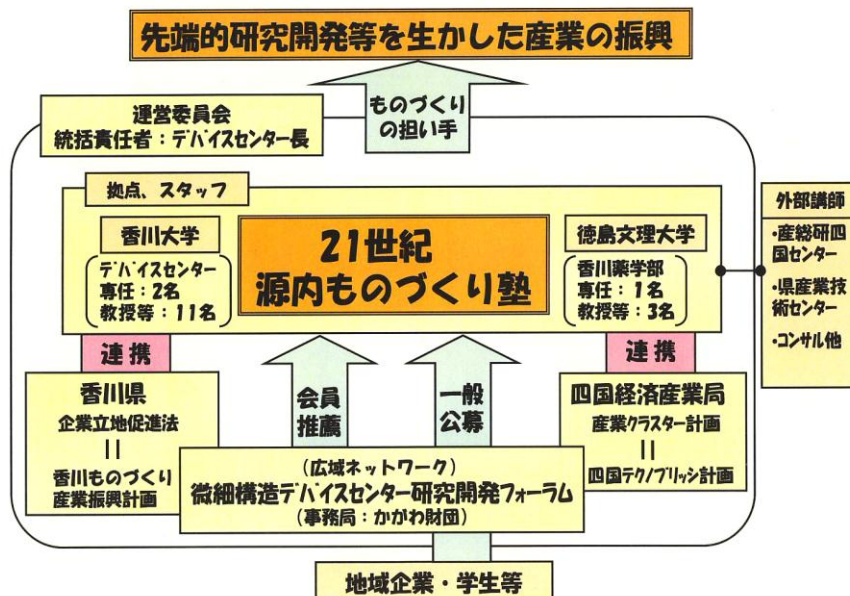 先端的研究開発等を生かした産業の振興
ものづくり
の担い手
運営委員会
統括責任者：デバイスセンター長
拠点、スタッフ
香川大学
デバイスセンター
専任：2名
教授等：11名
21世紀
源内ものづくり塾
徳島文理大学
香川薬学部
専任：1名
教授等：3名
外部講師
・産総研四
国センター
・県産業技
術センター
・コンサル他
連携
連携
香川県
企業立地促進法
||
香川ものづくり
産業振興計画
会員
推薦
一般
公募
四国経済産業局
産業クラスター計画
||
四国テクノブリッジ計画
(広域ネットワーク)
微細構造デバイスセンター研究開発フォーラム
(事務局：かがわ財団)
地域企業・学生等